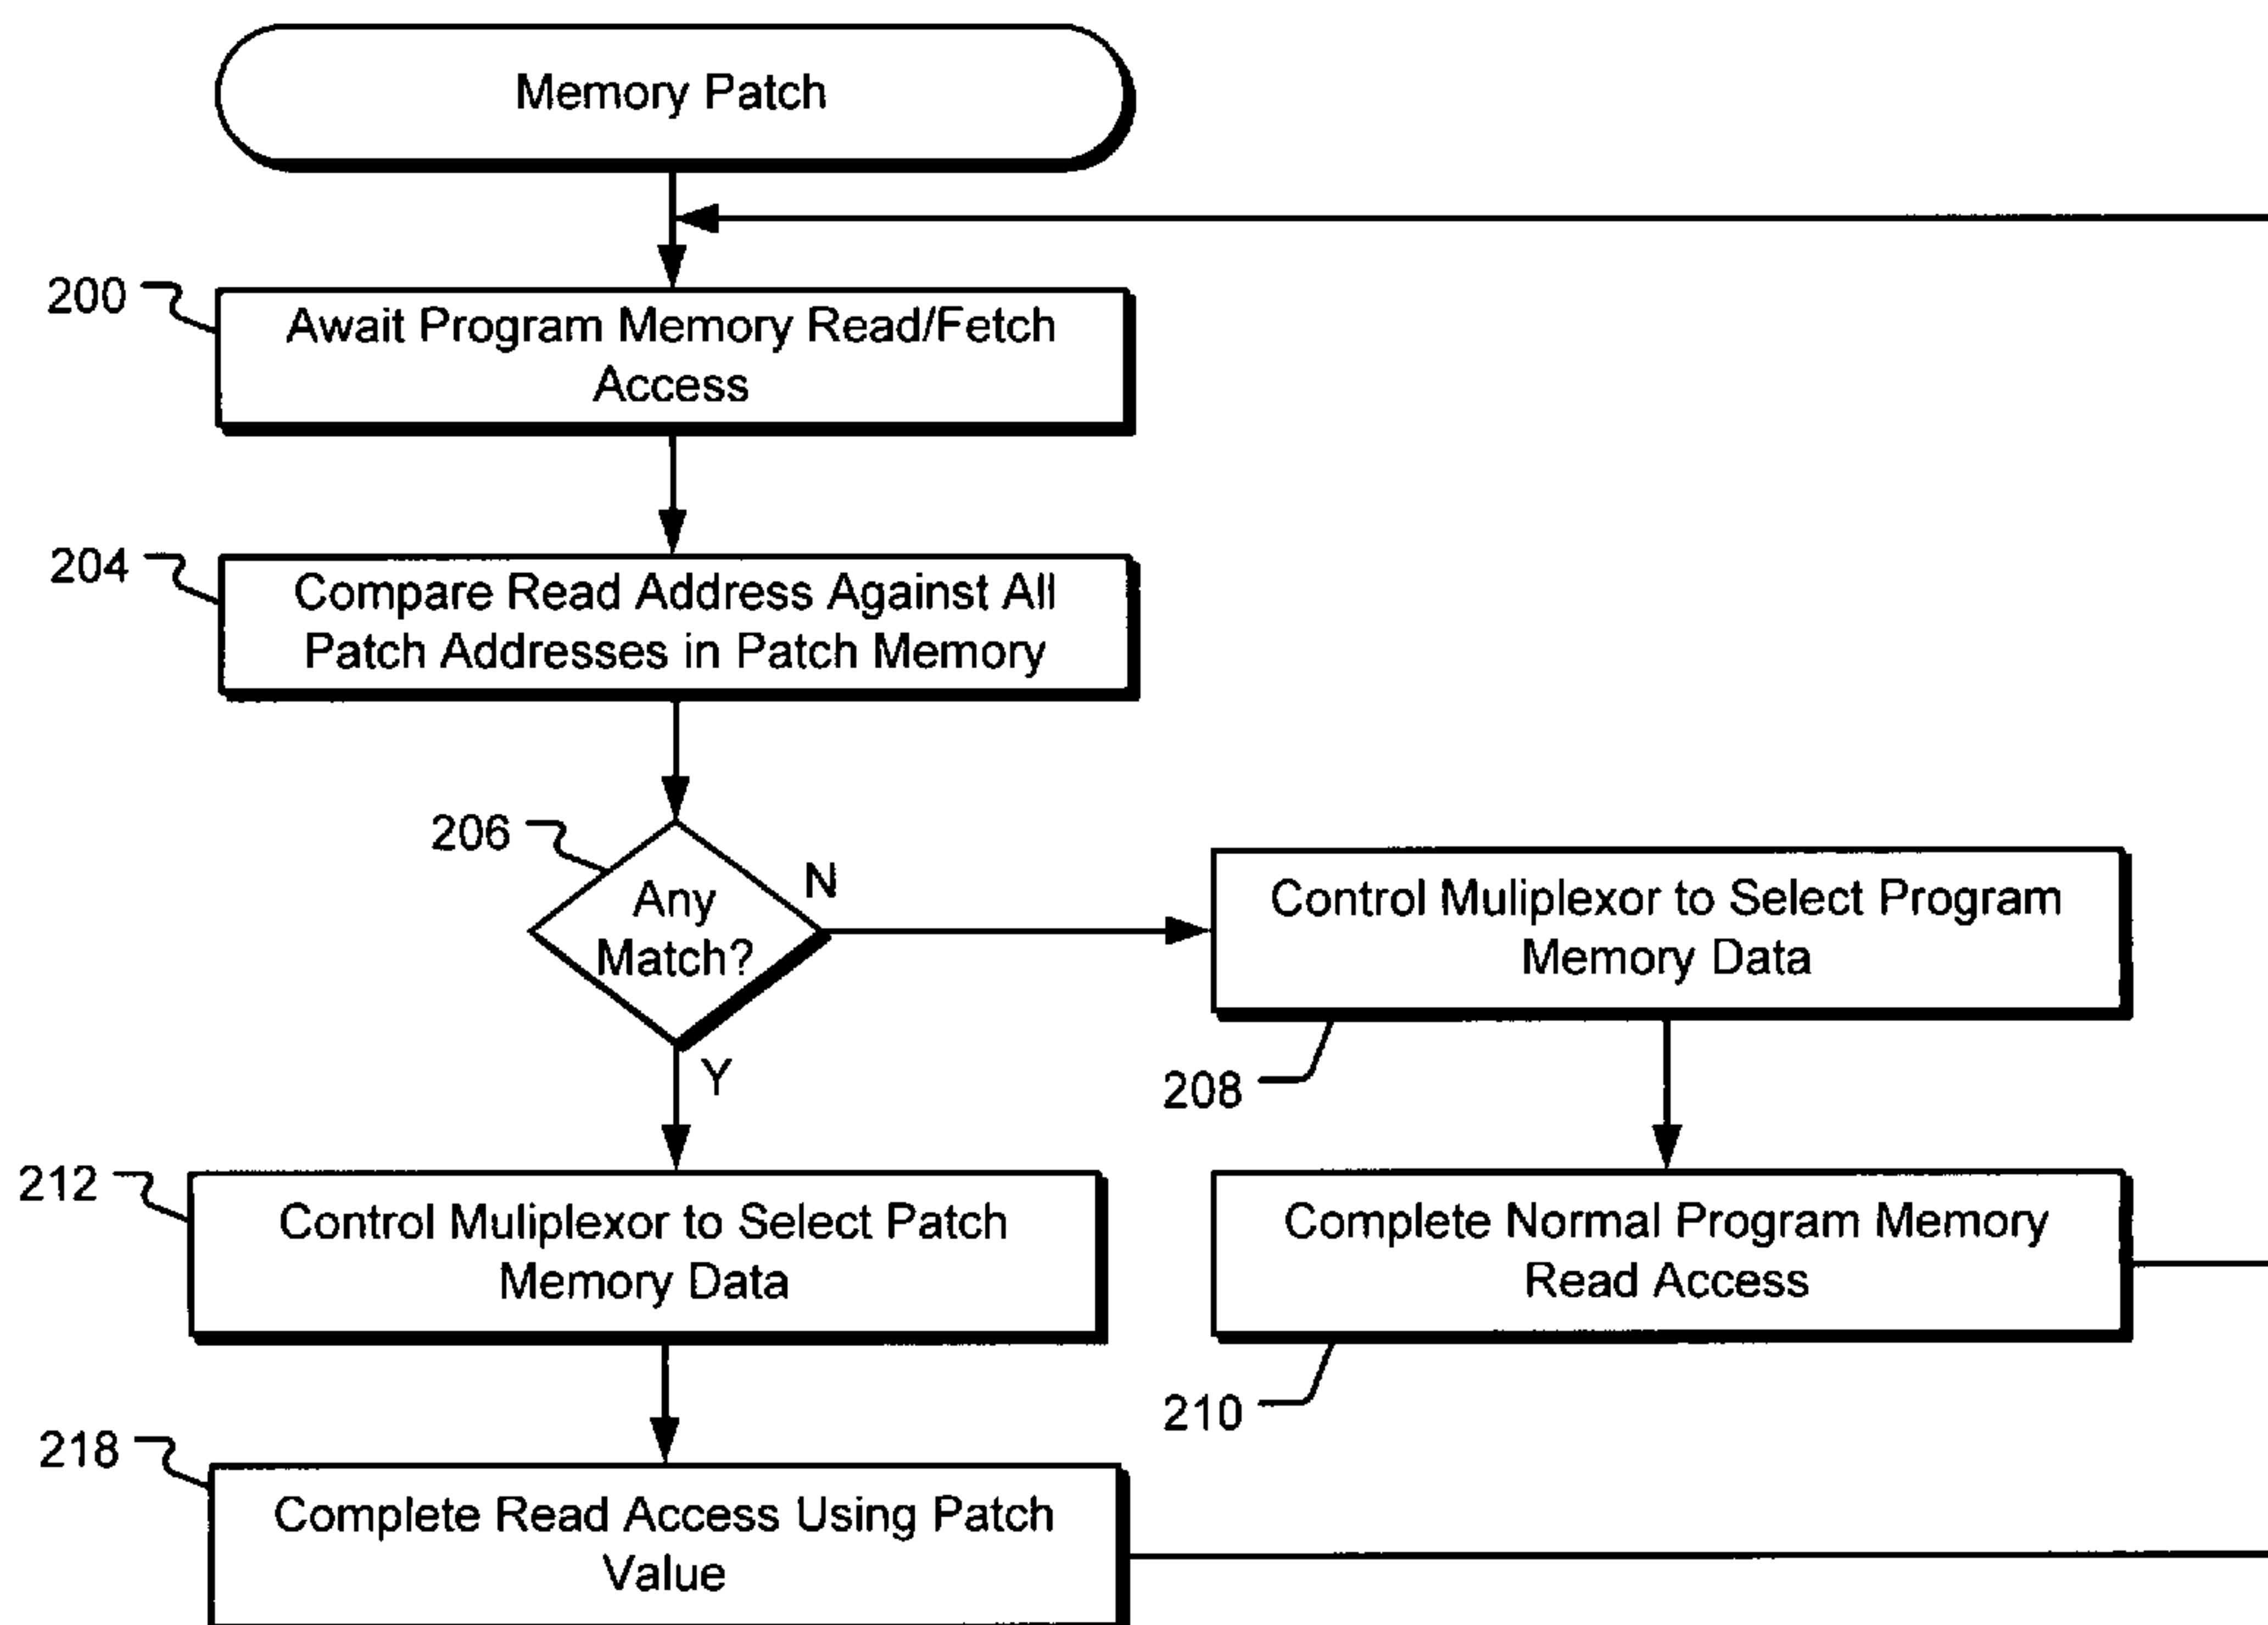 Memory Patch
200
Await Program Memory Read/Fetch
Access
204
Compare Read Address Against All
Patch Addresses in Patch Memory
206
Any
Match?
N
Y
Control Muliplexor to Select Program
Memory Data
208
212
Control Muliplexor to Select Patch
Memory Data
Complete Normal Program Memory
Read Access
210
218
Complete Read Access Using Patch
Value